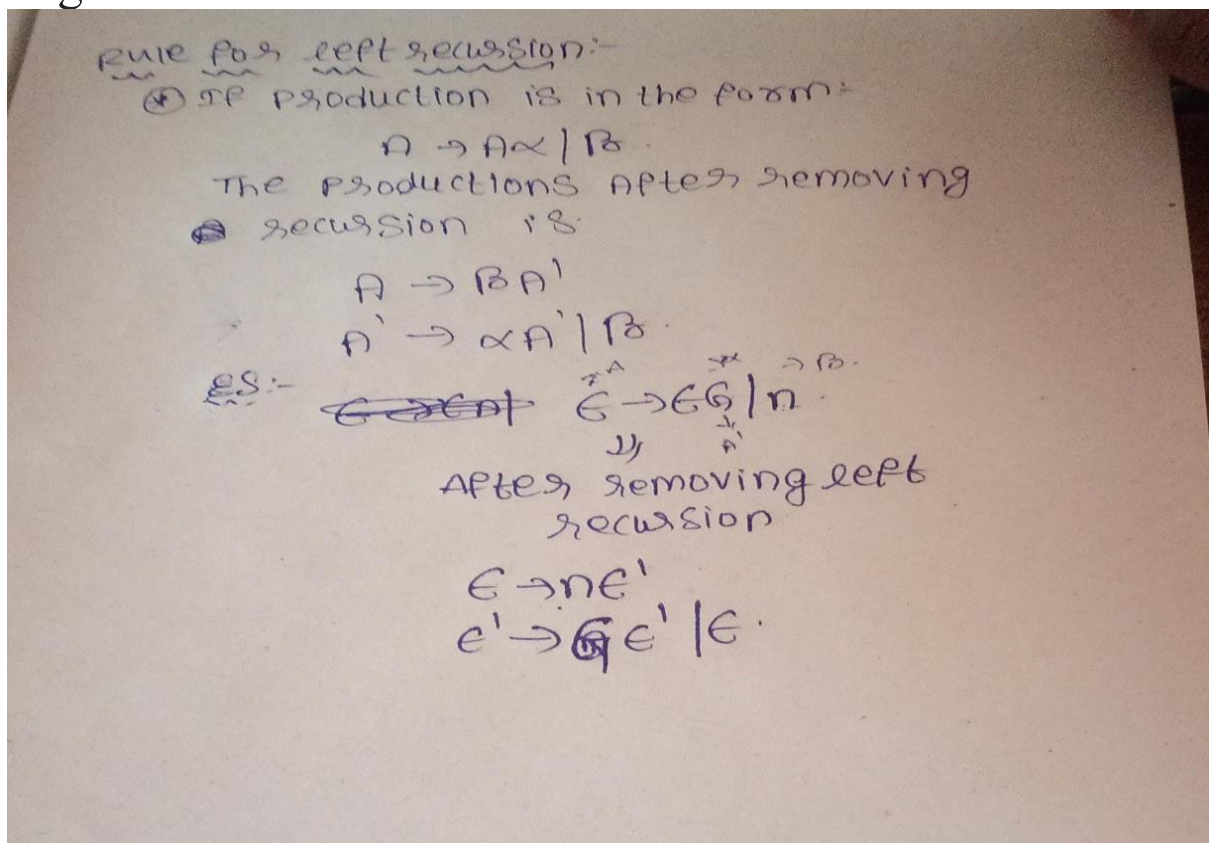 Rule for left recursion:-
* If production is in the form:
A → Aα | B.
The productions After removing
recursion is.
A → BA'
A' → αA' | B.
→A → α → B.
eg:- E → EG | n.
A'
After removing left
recursion
E → nE'
E' → GE' | E.